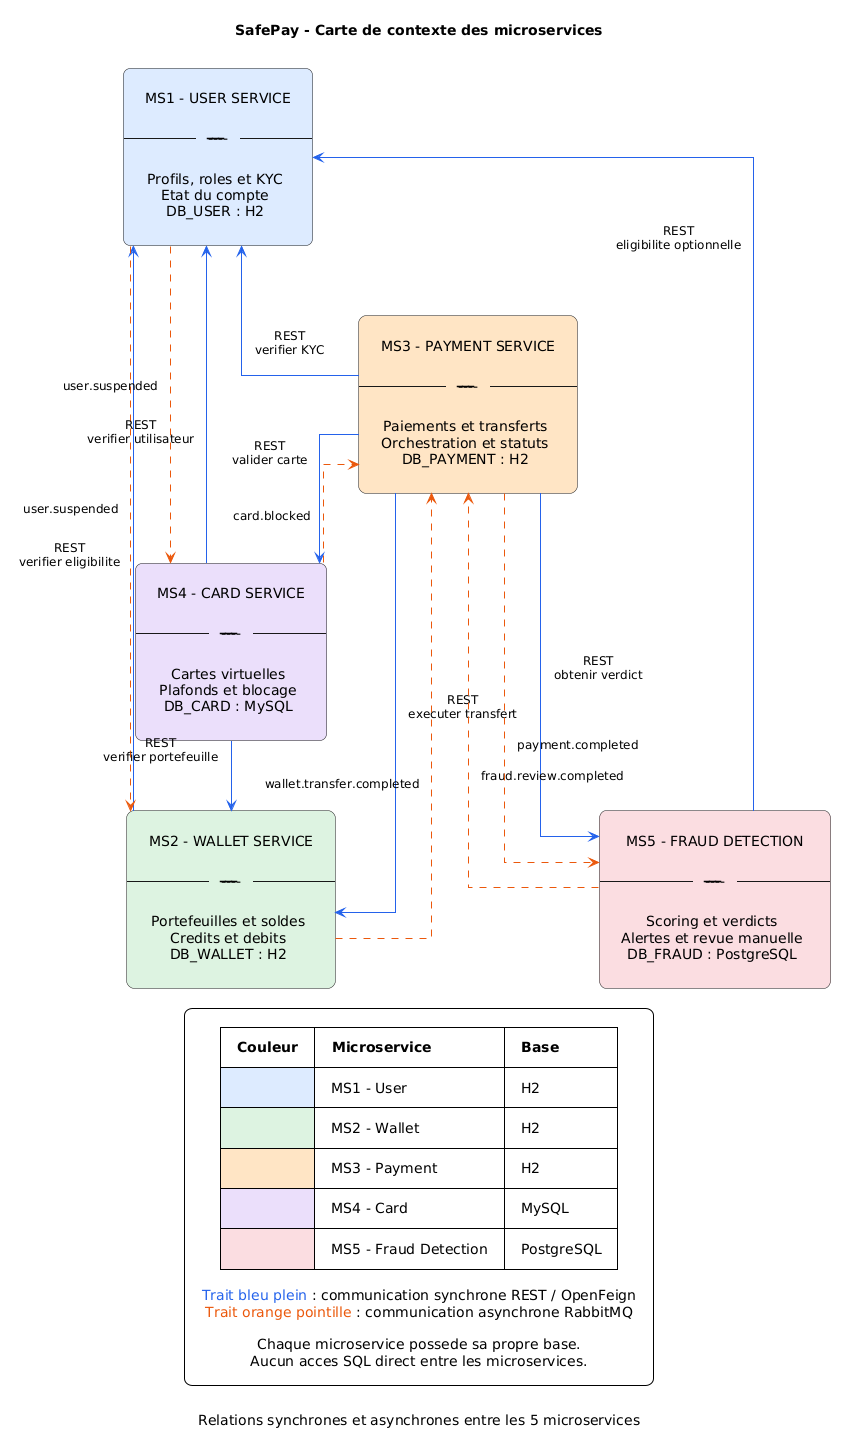 SafePay - Carte de contexte des microservices
MS1 - USER SERVICE
Profils, roles et KYC
Etat du compte
DB_USER : H2
REST
eligibilite optionnelle
MS3 - PAYMENT SERVICE
Paiements et transferts
Orchestration et statuts
DB_PAYMENT : H2
REST
verifier KYC
user.suspended
REST
verifier utilisateur
REST
valider carte
user.suspended
card.blocked
REST
verifier eligibilite
MS4 - CARD SERVICE
Cartes virtuelles
Plafonds et blocage
DB_CARD : MySQL
REST
obtenir verdict
REST
executer transfert
REST
verifier portefeuille
payment.completed
fraud.review.completed
wallet.transfer.completed
MS2 - WALLET SERVICE
Portefeuilles et soldes
Credits et debits
DB_WALLET : H2
MS5 - FRAUD DETECTION
Scoring et verdicts
Alertes et revue manuelle
DB_FRAUD : PostgreSQL
Couleur Microservice Base
MS1 - User H2
MS2 - Wallet H2
MS3 - Payment H2
MS4 - Card MySQL
MS5 - Fraud Detection PostgreSQL
Trait bleu plein : communication synchrone REST / OpenFeign
Trait orange pointille : communication asynchrone RabbitMQ
Chaque microservice possede sa propre base.
Aucun acces SQL direct entre les microservices.
Relations synchrones et asynchrones entre les 5 microservices